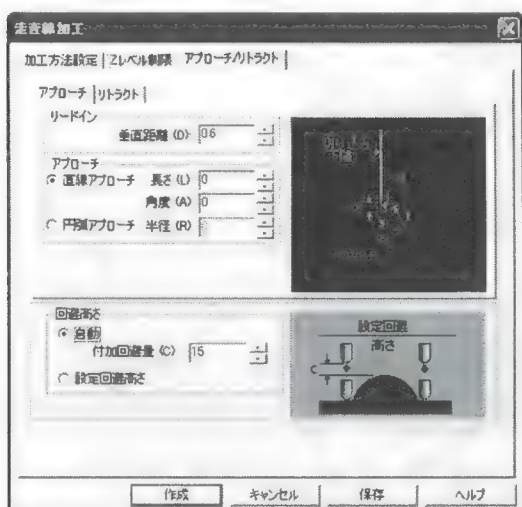 走査線加工
加工方法設定 Zレベル制限 アプローチ/リトラクト
アプローチ リトラクト
リードイン
垂直距離 (D) 0.6
アプローチ
直線アプローチ 長さ (L) 0
角度 (A) 0
円弧アプローチ 半径 (R)
回避高さ
自動
付加回避量 (C) 15
設定回避高さ
設定回避
高さ
C
作成 キャンセル 保存 ヘルプ